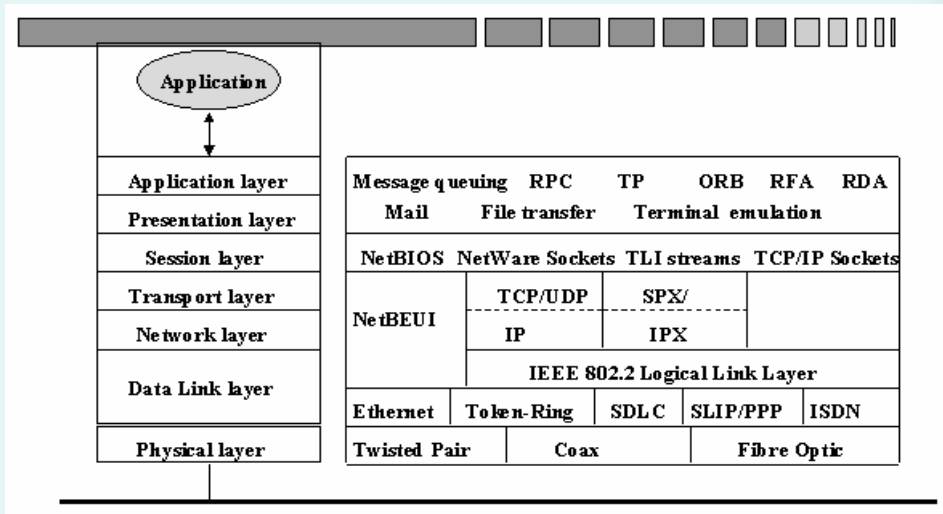 Application
Application layer
Presentation layer
Session layer
Transport layer
Network layer
Data Link layer
Physical layer
Message queuing RPC TP ORB RFA RDA
Mail File transfer Terminal emulation
NetBIOS NetWare Sockets TLI streams TCP/IP Sockets
NetBEUI
TCP/UDP SPX/
IP IPX
IEEE 802.2 Logical Link Layer
Ethernet Token-Ring SDLC SLIP/PPP ISDN
Twisted Pair Coax Fibre Optic